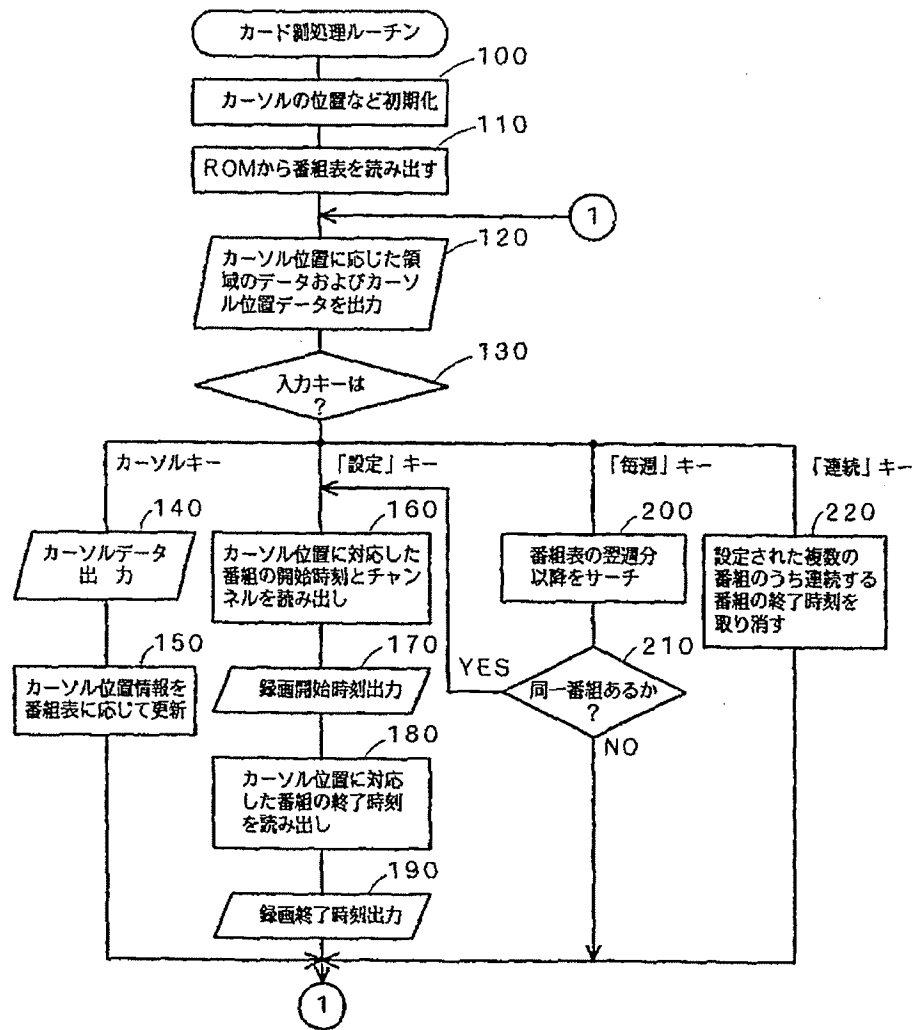 カード側処理ルーチン
100
カーソルの位置など初期化
110
ROMから番組表を読み出す
1
120
カーソル位置に応じた領
域のデータおよびカーソ
ル位置データを出力
130
入力キーは
?
カーソルキー
「設定」キー
「毎週」キー
「連続」キー
140
カーソルデータ
出力
150
カーソル位置情報を
番組表に応じて更新
160
カーソル位置に対応した
番組の開始時刻とチャン
ネルを読み出し
170
録画開始時刻出力
180
カーソル位置に対応
した番組の終了時刻
を読み出し
190
録画終了時刻出力
200
番組表の翌週分
以降をサーチ
210
同一番組あるか
?
YES
NO
220
設定された複数の
番組のうち連続する
番組の終了時刻を
取り消す
1